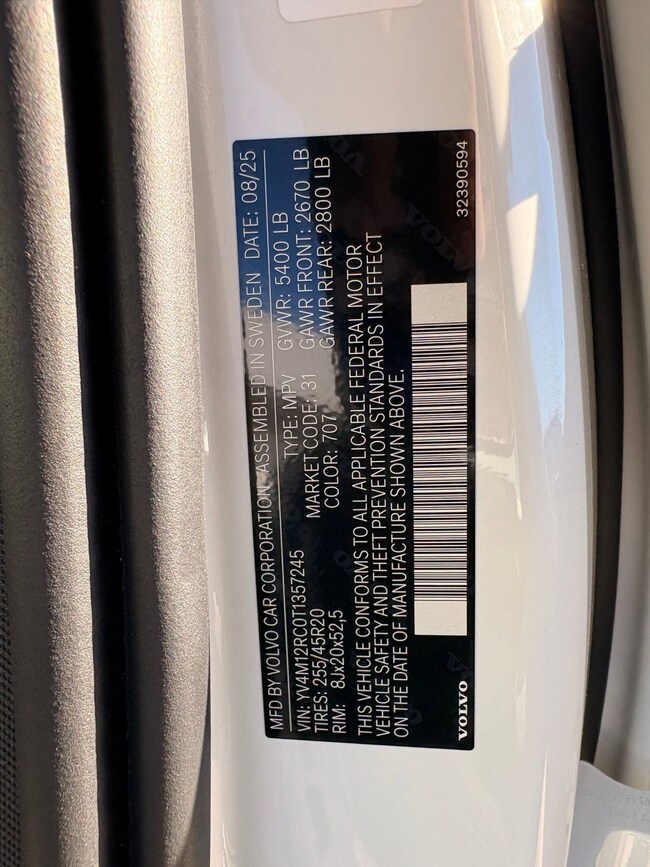 MFD BY VOLVO CAR CORPORATION, ASSEMBLED IN SWEDEN DATE: 08/25
VIN: YV4M12RC0T1357245 TYPE: MPV GVWR: 5400 LB
TIRES: 255/45R20 MARKET CODE: 31 GAWR FRONT: 2670 LB
RIM: 8Jx20x52,5 COLOR: 707 GAWR REAR: 2800 LB
THIS VEHICLE CONFORMS TO ALL APPLICABLE FEDERAL MOTOR
VEHICLE SAFETY AND THEFT PREVENTION STANDARDS IN EFFECT
ON THE DATE OF MANUFACTURE SHOWN ABOVE.
VOLVO 32390594